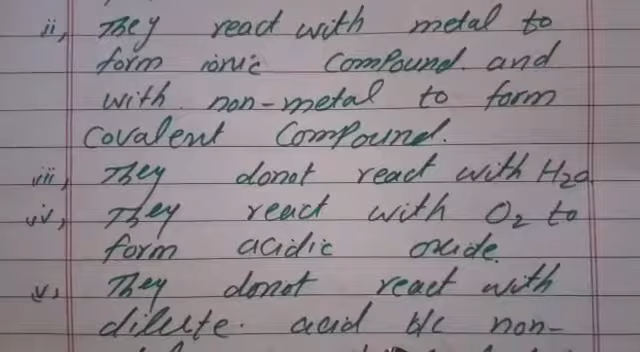 ii, They react with metal to
form ionic compound. and
with non-metal to form
covalent compound.
iii, They donot react with H2O
iv, They react with O2 to
form acidic oxide.
v, They donot react with
dilute. acid b/c non-